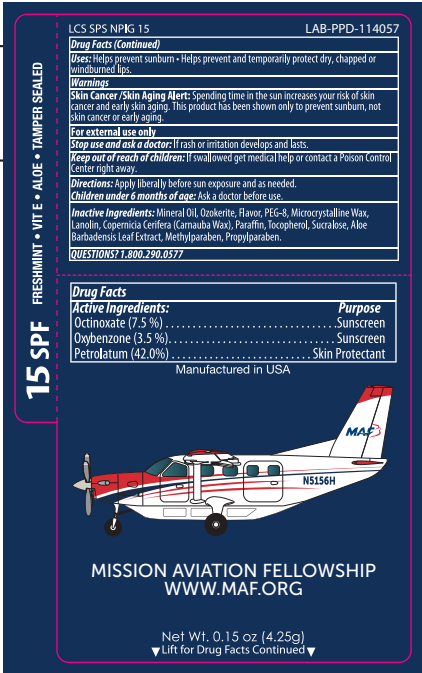 LCS SPS NPIG 15 LAB-PPD-114057
Drug Facts (Continued)
Uses: Helps prevent sunburn • Helps prevent and temporarily protect dry, chapped or
windburned lips.
Warnings
Skin Cancer /Skin Aging Alert: Spending time in the sun increases your risk of skin
cancer and early skin aging. This product has been shown only to prevent sunburn, not
skin cancer or early aging.
For external use only
Stop use and ask a doctor: If rash or irritation develops and lasts.
Keep out of reach of children: If swallowed get medical help or contact a Poison Control
Center right away.
Directions: Apply liberally before sun exposure and as needed.
Children under 6 months of age: Ask a doctor before use.
Inactive Ingredients: Mineral Oil, Ozokerite, Flavor, PEG-8, Microcrystalline Wax,
Lanolin, Copernicia Cerifera (Carnauba Wax), Paraffin, Tocopherol, Sucralose, Aloe
Barbadensis Leaf Extract, Methylparaben, Propylparaben.
QUESTIONS? 1.800.290.0577
15 SPF FRESHMINT • VIT E • ALOE • TAMPER SEALED
Drug Facts
Active Ingredients: Purpose
Octinoxate (7.5 %) ............................ Sunscreen
Oxybenzone (3.5 %) ........................... Sunscreen
Petrolatum (42.0%) ........................ Skin Protectant
Manufactured in USA
MAF
N5156H
MISSION AVIATION FELLOWSHIP
WWW.MAF.ORG
Net Wt. 0.15 oz (4.25g)
▼ Lift for Drug Facts Continued ▼